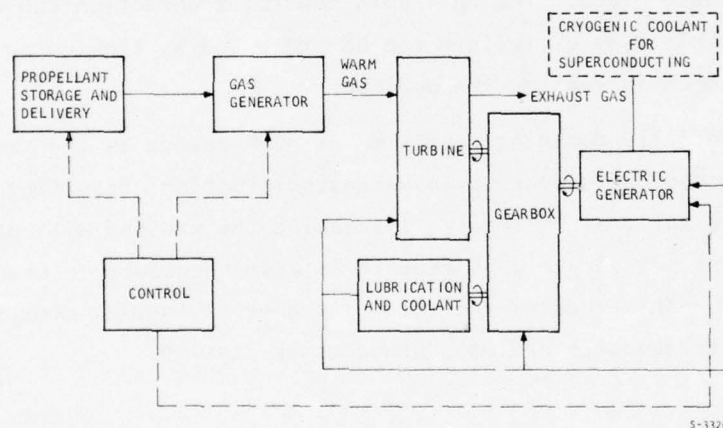 CRYOGENIC COOLANT
FOR
SUPERCONDUCTING
PROPELLANT
STORAGE AND
DELIVERY
GAS
GENERATOR
WARM
GAS
TURBINE
EXHAUST GAS
GEARBOX
ELECTRIC
GENERATOR
LUBRICATION
AND COOLANT
CONTROL